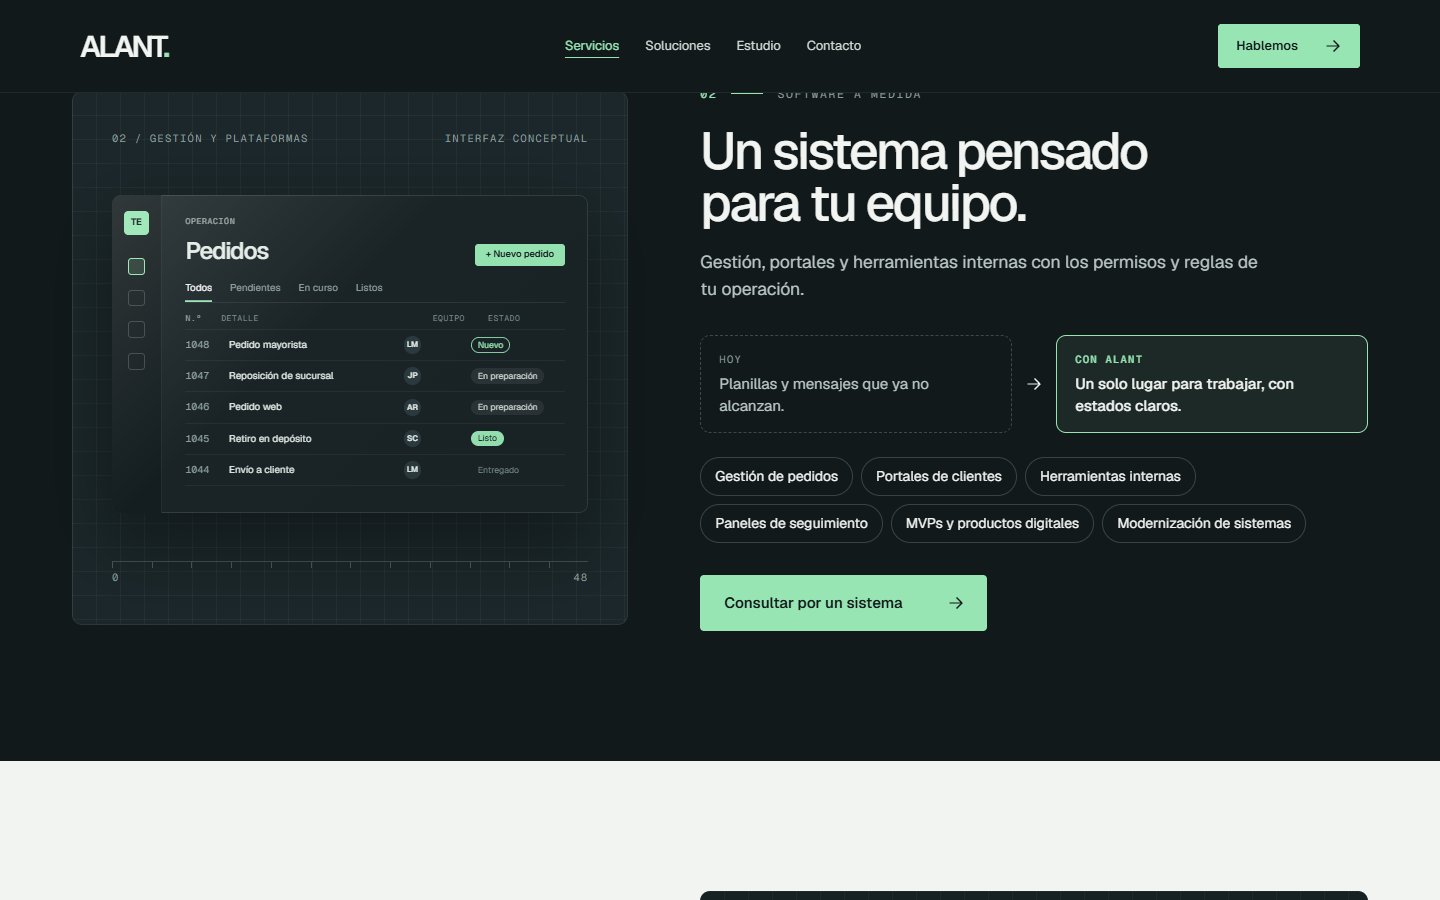 ALANT.
Servicios Soluciones Estudio Contacto
Hablemos
02 / GESTIÓN Y PLATAFORMAS INTERFAZ CONCEPTUAL
TE
OPERACIÓN
Pedidos
+ Nuevo pedido
Todos Pendientes En curso Listos
N.º DETALLE EQUIPO ESTADO
1048 Pedido mayorista LM Nuevo
1047 Reposición de sucursal JP En preparación
1046 Pedido web AR En preparación
1045 Retiro en depósito SC Listo
1044 Envío a cliente LM Entregado
0 48
02 SOFTWARE A MEDIDA
Un sistema pensado
para tu equipo.
Gestión, portales y herramientas internas con los permisos y reglas de
tu operación.
HOY
Planillas y mensajes que ya no
alcanzan.
CON ALANT
Un solo lugar para trabajar, con
estados claros.
Gestión de pedidos Portales de clientes Herramientas internas
Paneles de seguimiento MVPs y productos digitales Modernización de sistemas
Consultar por un sistema